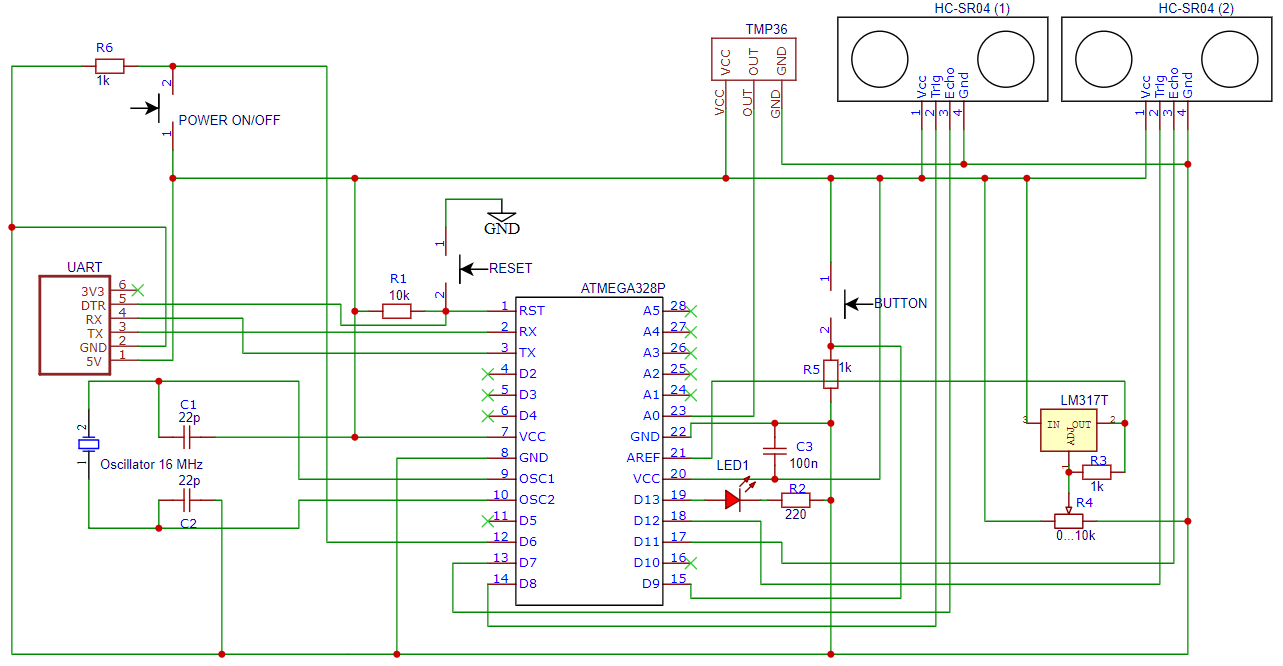 HC-SR04 (1)
HC-SR04 (2)
TMP36
VCC
OUT
GND
VCC
OUT
GND
Vcc
Trig
Echo
Gnd
1
2
3
4
Vcc
Trig
Echo
Gnd
1
2
3
4
R6
1k
2
1
POWER ON/OFF
GND
1
2
RESET
R1
10k
UART
3V3 6
DTR 5
RX 4
TX 3
GND 2
5V 1
ATMEGA328P
1 RST
2 RX
3 TX
4 D2
5 D3
6 D4
7 VCC
8 GND
9 OSC1
10 OSC2
11 D5
12 D6
13 D7
14 D8
A5 28
A4 27
A3 26
A2 25
A1 24
A0 23
GND 22
AREF 21
VCC 20
D13 19
D12 18
D11 17
D10 16
D9 15
1
2
BUTTON
R5
1k
C1
22p
2
1
Oscillator 16 MHz
22p
C2
C3
100n
LED1
R2
220
LM317T
3
IN
OUT
ADJ
2
1
R3
1k
R4
0...10k